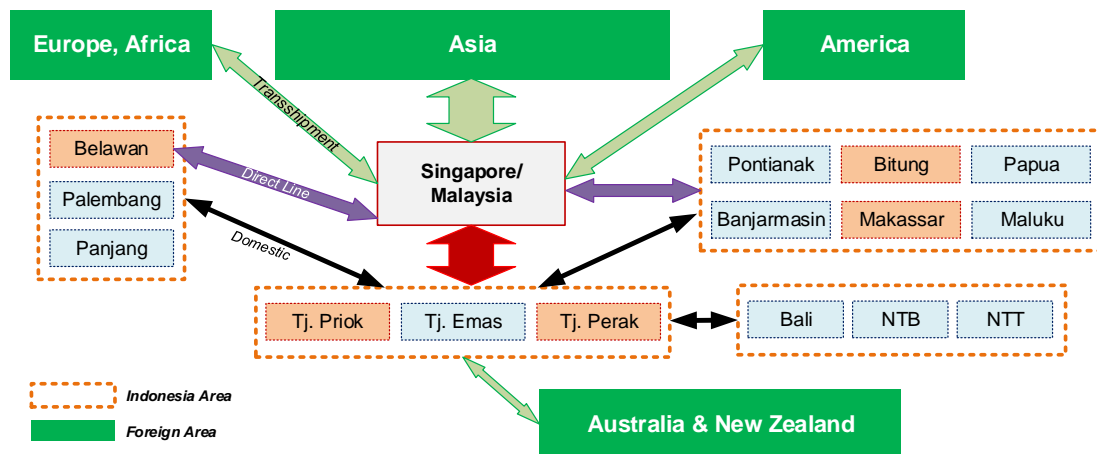 Europe, Africa
Asia
America
Transshipment
Belawan
Palembang
Panjang
Direct Line
Domestic
Singapore/
Malaysia
Pontianak
Bitung
Papua
Banjarmasin
Makassar
Maluku
Tj. Priok
Tj. Emas
Tj. Perak
Bali
NTB
NTT
Indonesia Area
Foreign Area
Australia & New Zealand